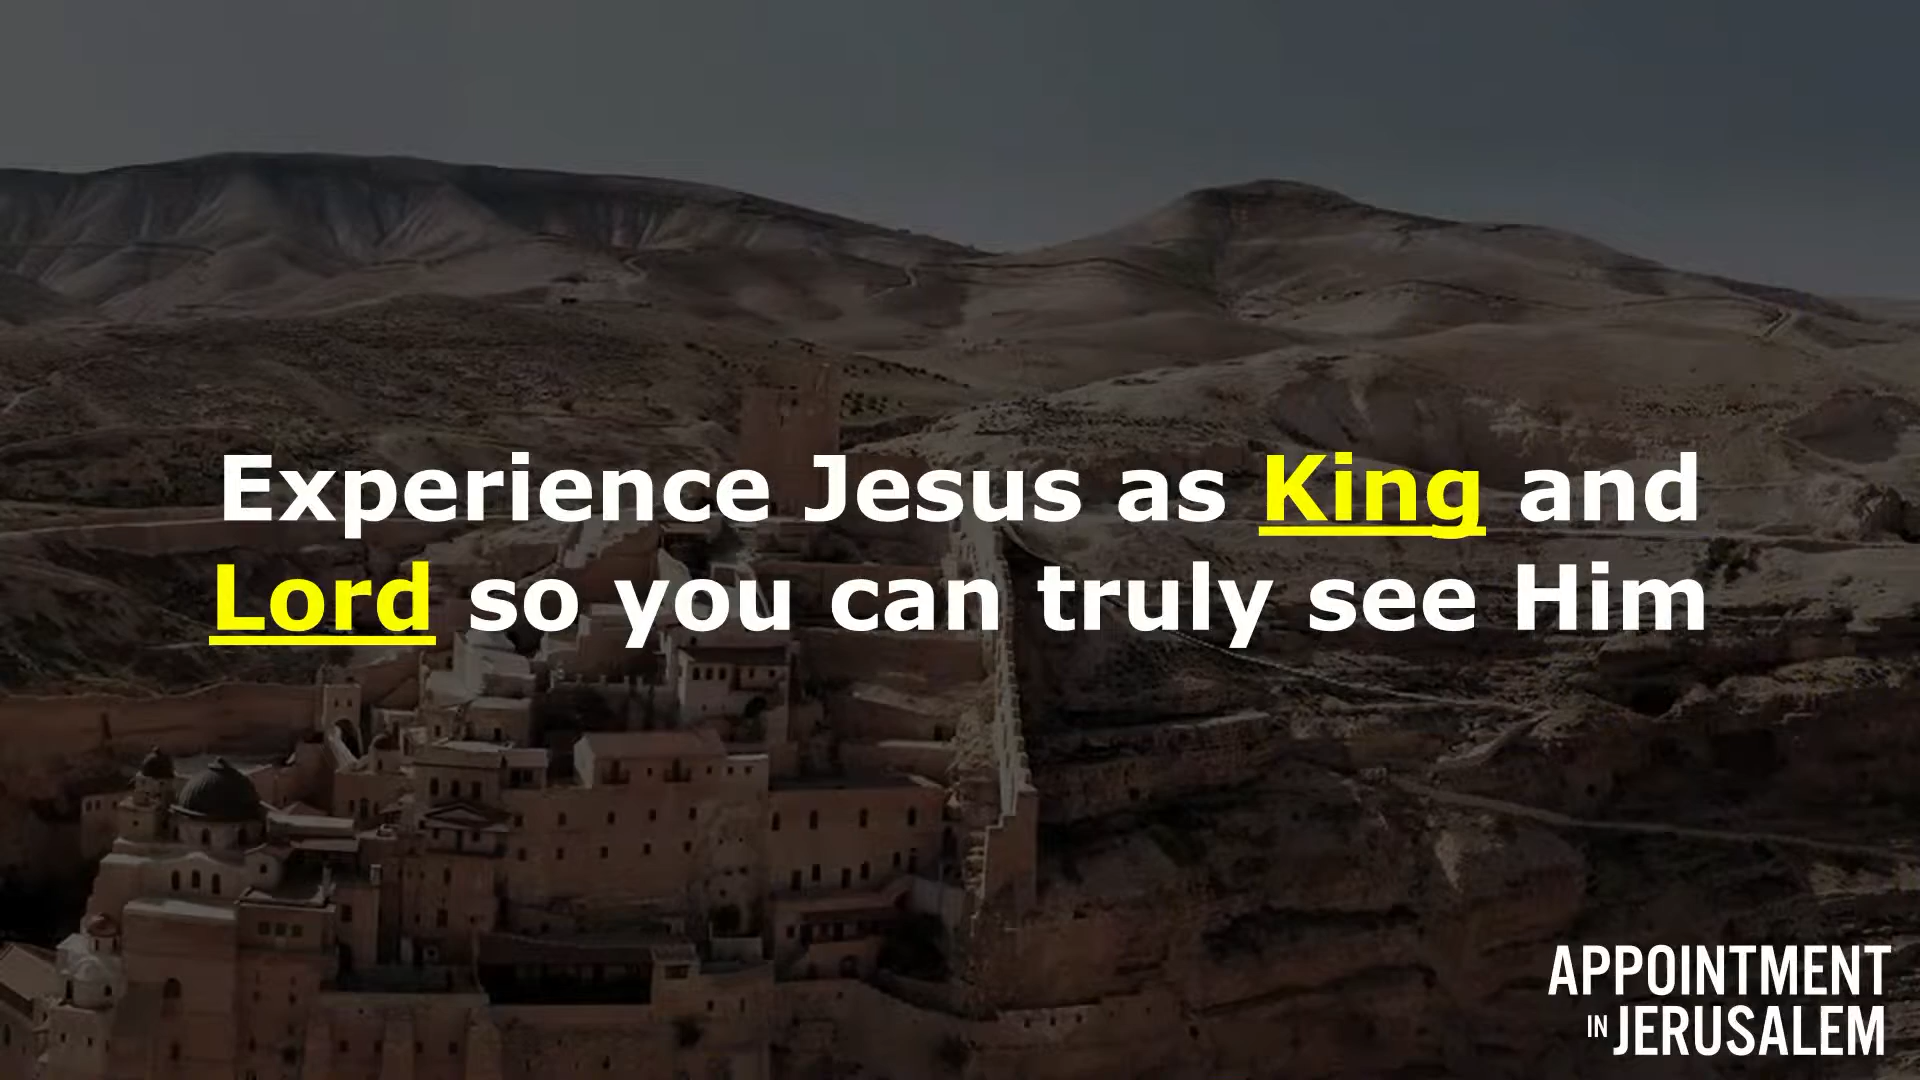 Experience Jesus as King and
Lord so you can truly see Him
APPOINTMENT
IN JERUSALEM